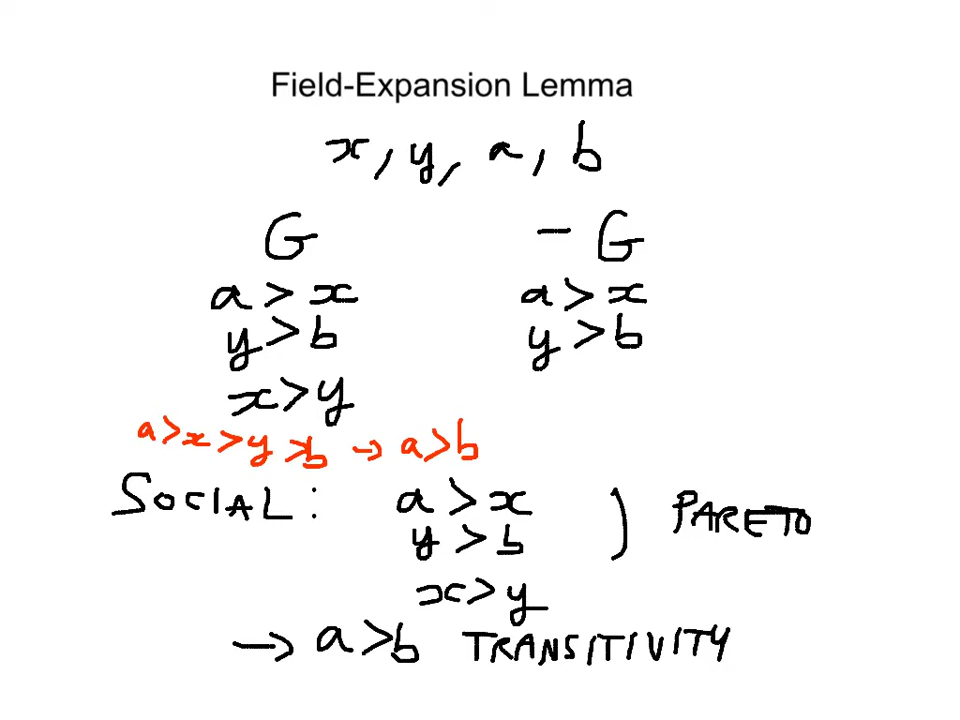 Field-Expansion Lemma
x, y, a, b
G - G
a > x a > x
y > b y > b
x > y
a > x > y > b → a > b
SOCIAL: a > x
y > b ) PARETO
x > y
→ a > b TRANSITIVITY